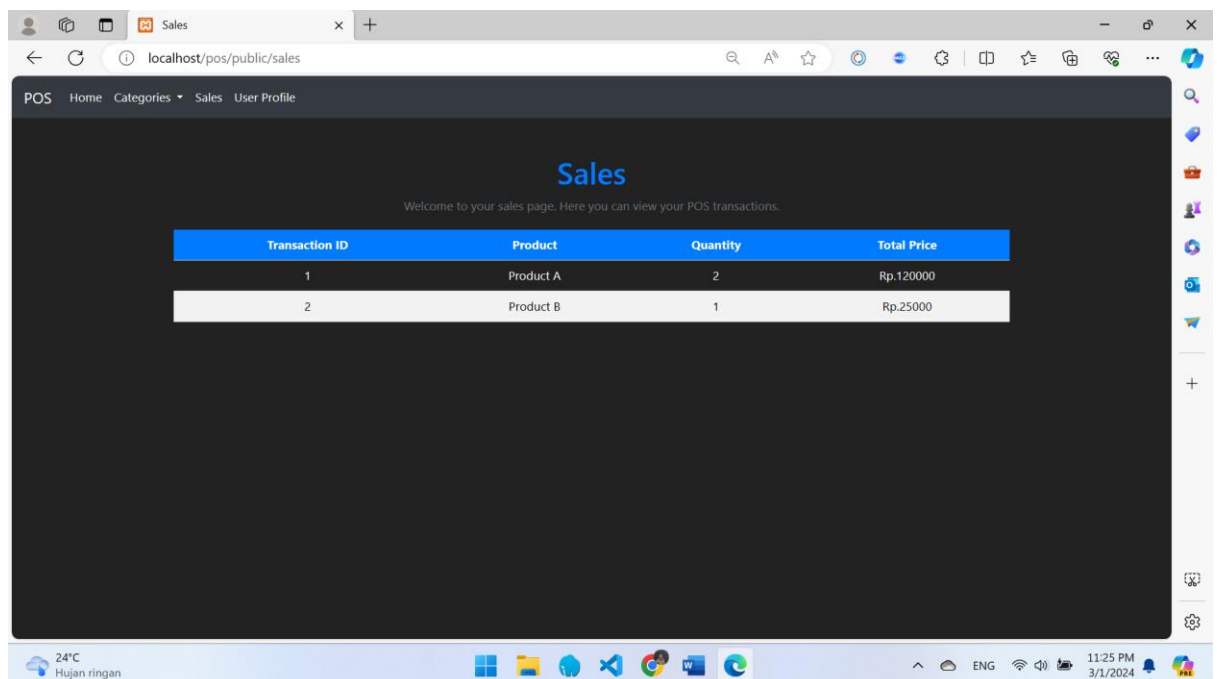 Sales
localhost/pos/public/sales
POS Home Categories Sales User Profile
Sales
Welcome to your sales page. Here you can view your POS transactions.
Transaction ID Product Quantity Total Price
1 Product A 2 Rp.120000
2 Product B 1 Rp.25000
24°C
Hujan ringan
ENG
11:25 PM
3/1/2024
PRE